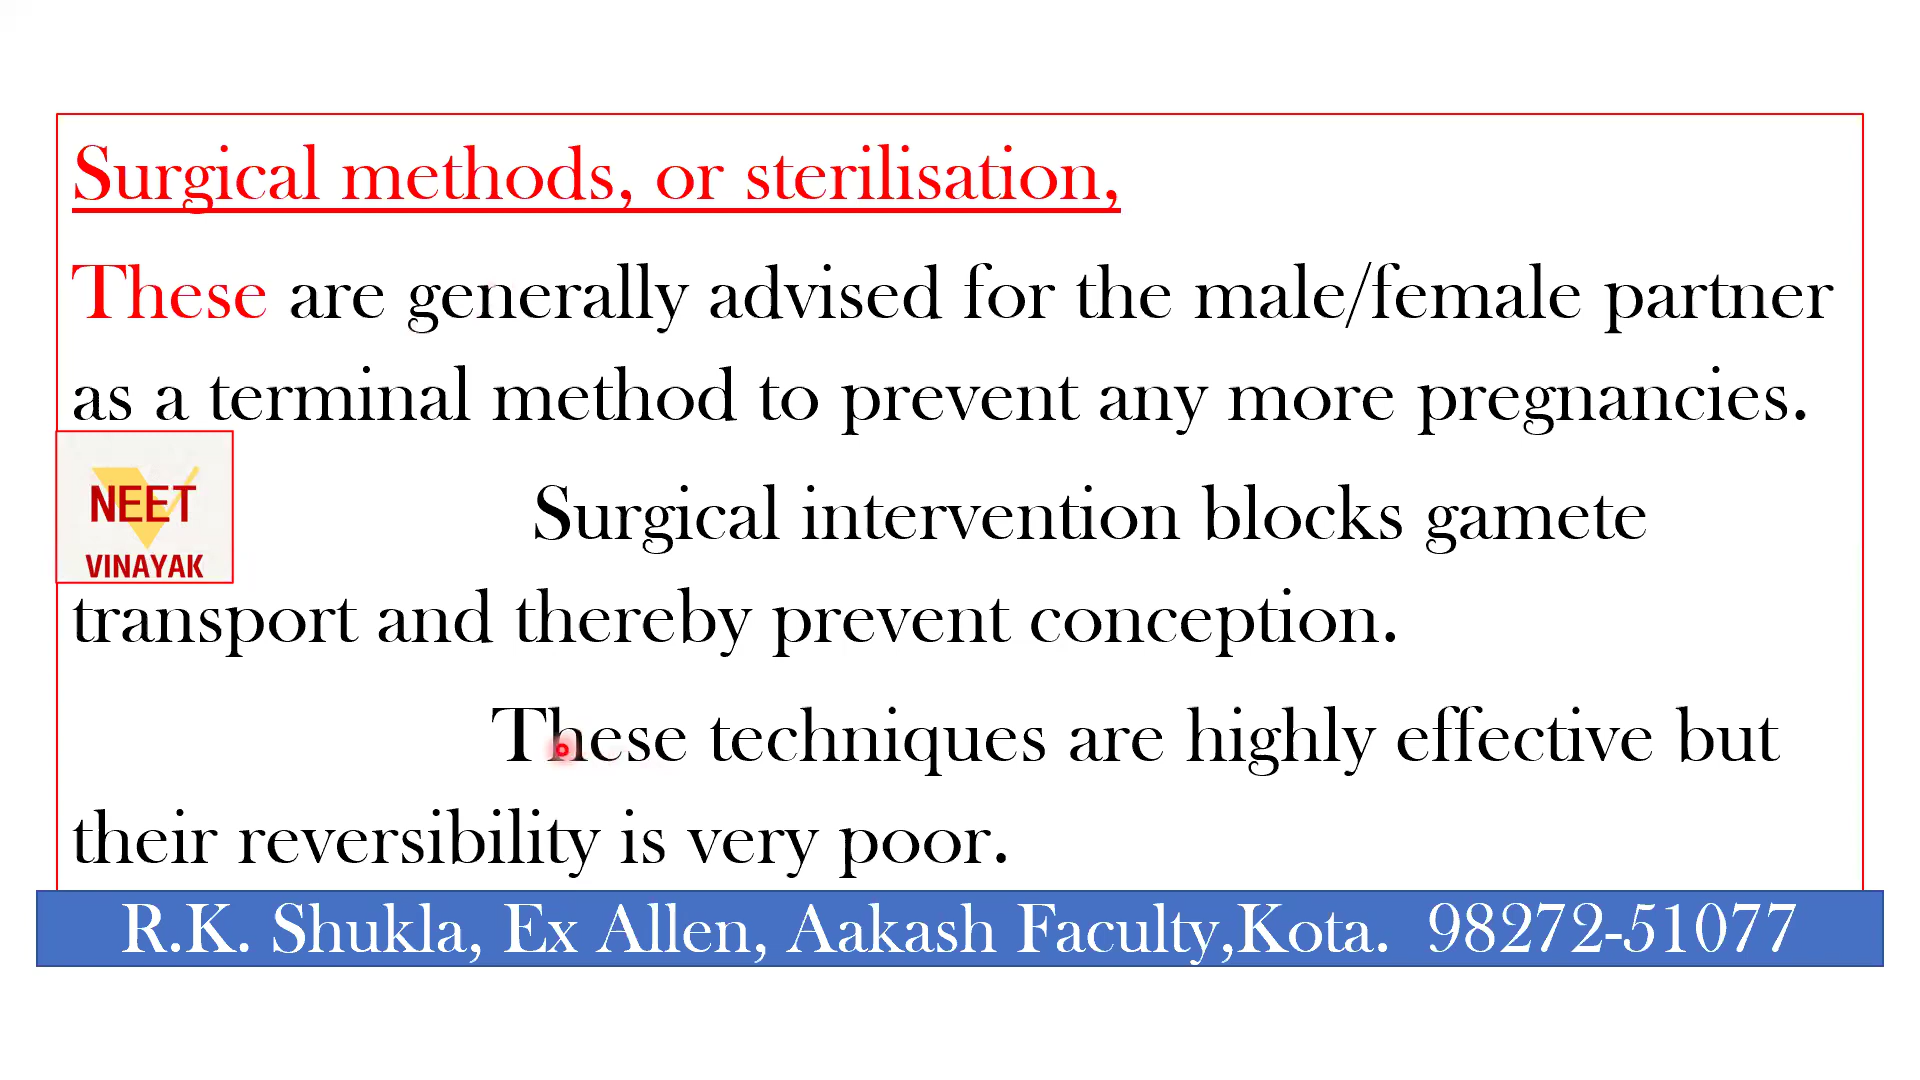 Surgical methods, or sterilisation,
These are generally advised for the male/female partner
as a terminal method to prevent any more pregnancies.
NEET
VINAYAK
Surgical intervention blocks gamete
transport and thereby prevent conception.
These techniques are highly effective but
their reversibility is very poor.
R.K. Shukla, Ex Allen, Aakash Faculty,Kota. 98272-51077